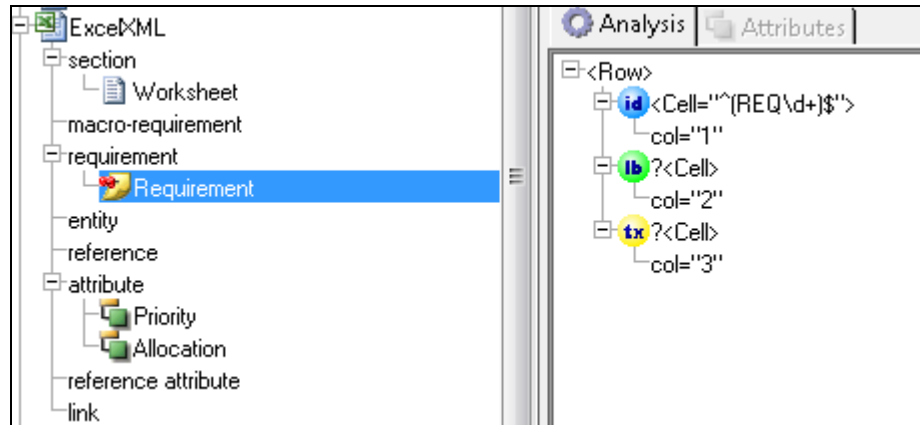 ExcelXML
section
Worksheet
macro-requirement
requirement
Requirement
entity
reference
attribute
Priority
Allocation
reference attribute
link
Analysis
Attributes
<Row>
id <Cell="^(REQ\d+)$">
col="1"
lb ?<Cell>
col="2"
tx ?<Cell>
col="3"